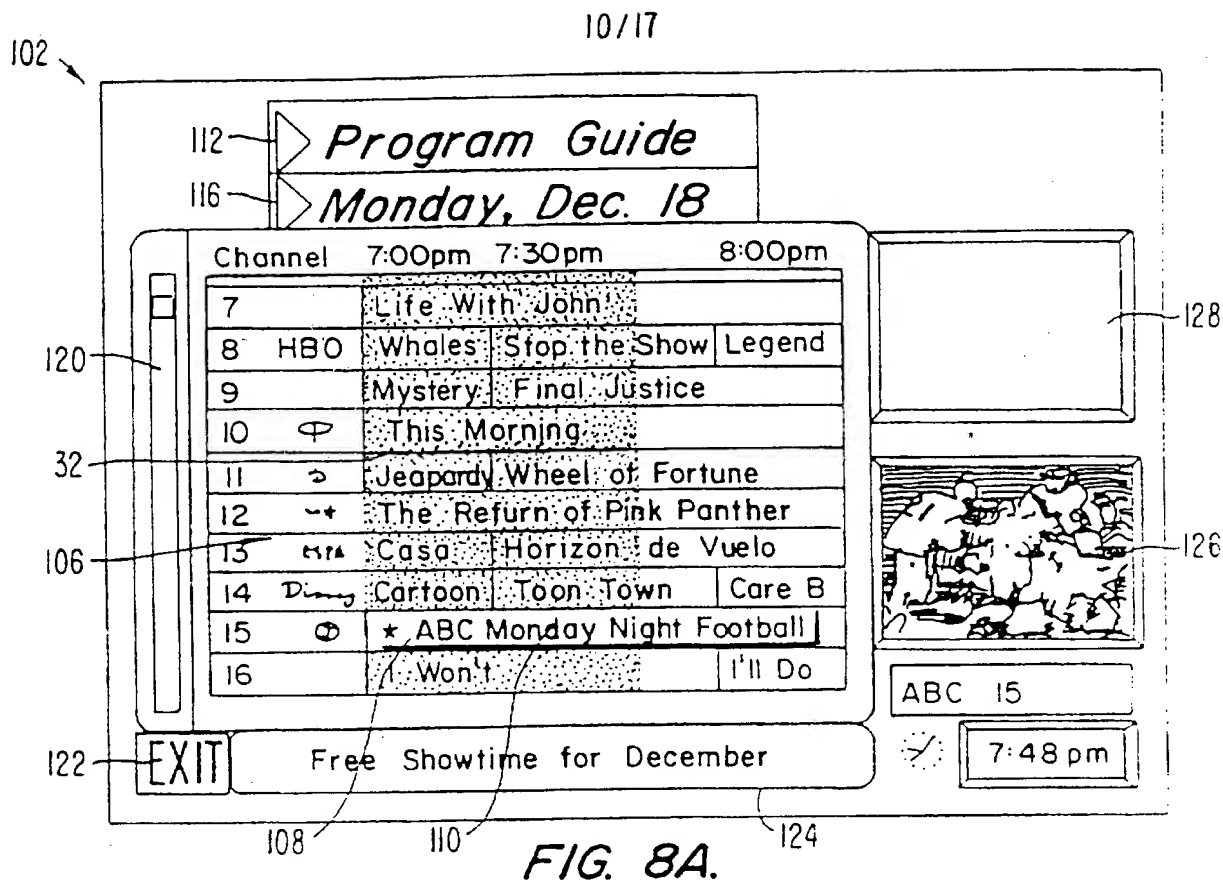 10/17
102
112
Program Guide
116
Monday, Dec. 18
Channel 7:00pm 7:30pm 8:00pm
7 Life With John
128
8 HBO Whales Stop the Show Legend
120
9 Mystery Final Justice
10 This Morning
32
11 Jeapardy Wheel of Fortune
12 The Return of Pink Panther
106
13 Casa Horizon de Vuelo
126
14 Disney Cartoon Toon Town Care B
15 * ABC Monday Night Football
16 I Won't I'll Do
ABC 15
122
EXIT
Free Showtime for December
7:48pm
108
110
124
FIG. 8A.